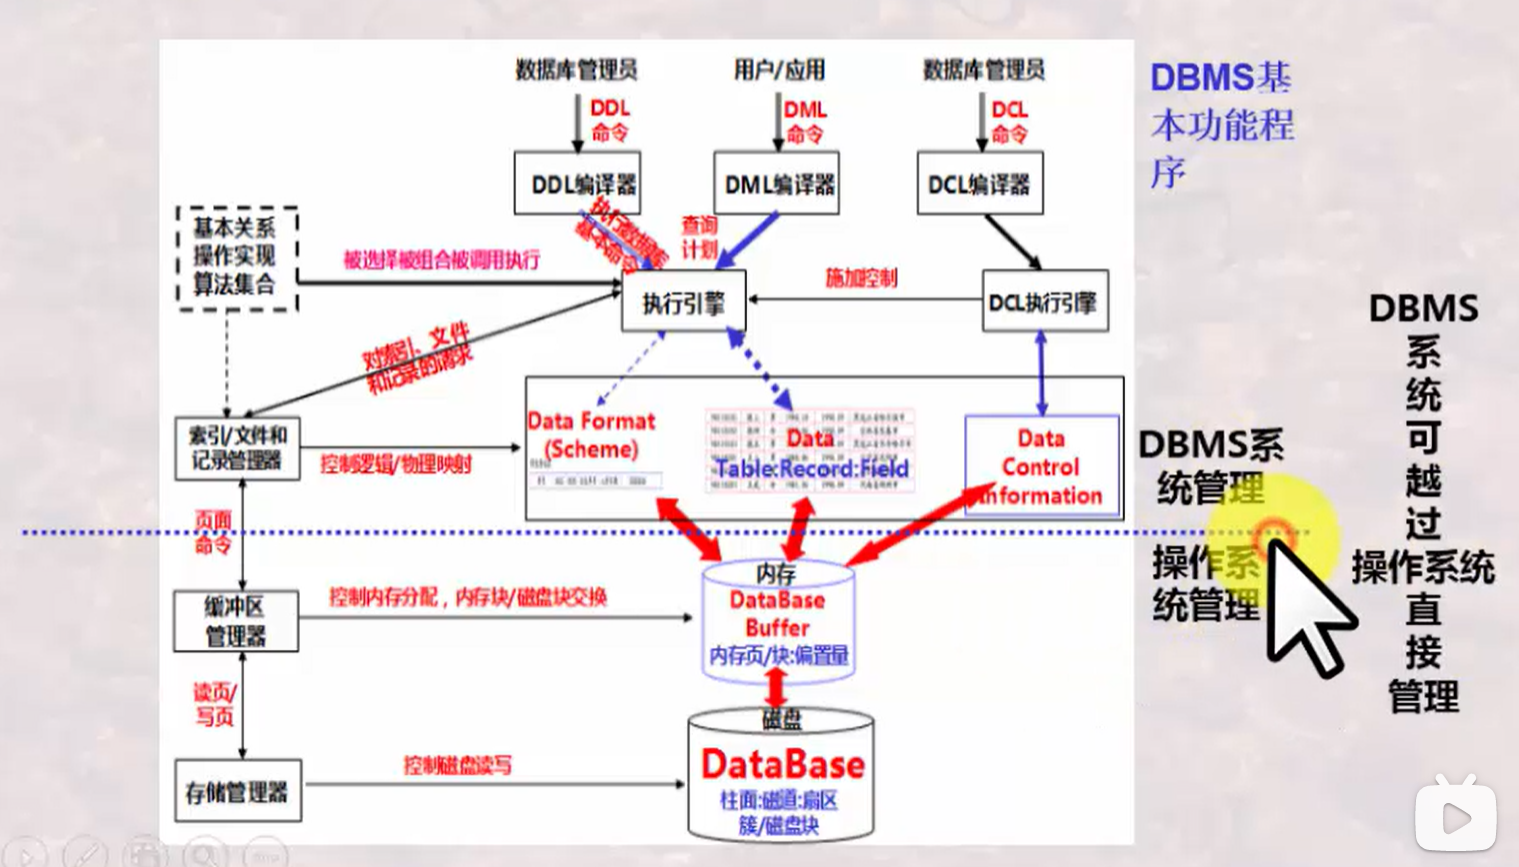 数据库管理员
用户/应用
数据库管理员
DDL
命令
DML
命令
DCL
命令
DDL编译器
DML编译器
DCL编译器
DBMS基
本功能程
序
基本关系
操作实现
算法集合
被选择被组合被调用执行
执行数据库
基本命令
查询
计划
执行引擎
施加控制
DCL执行引擎
对索引、文件
和记录的请求
索引/文件和
记录管理器
控制逻辑/物理映射
Data Format
(Scheme)
Data
Table:Record:Field
Data
Control
Information
DBMS系
统管理
操作系
统管理
DBMS
系
统
可
越
过
操作系统
直
接
管理
页面
命令
缓冲区
管理器
控制内存分配，内存块/磁盘块交换
内存
DataBase
Buffer
内存页/块:偏置量
读页/
写页
存储管理器
控制磁盘读写
磁盘
DataBase
柱面:磁道:扇区
簇/磁盘块